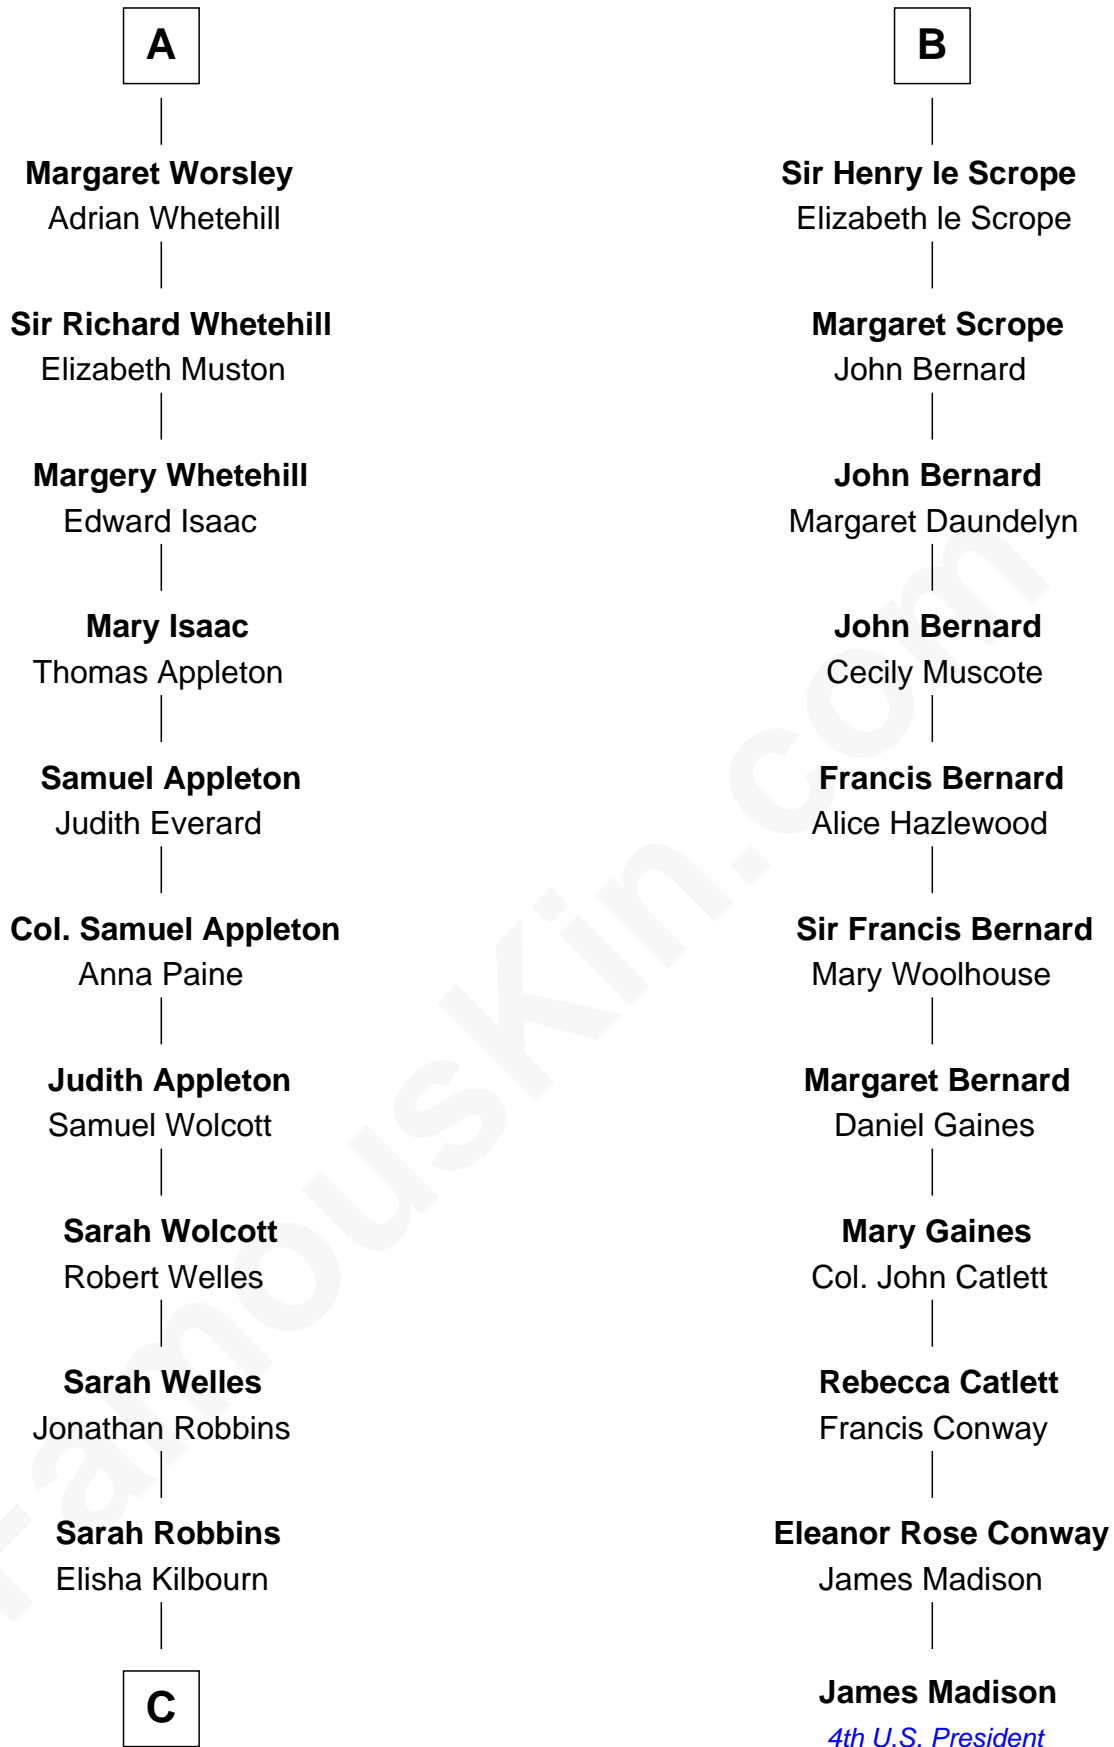 A
Margaret Worsley
Adrian Whetehill
Sir Richard Whetehill
Elizabeth Muston
Margery Whetehill
Edward Isaac
Mary Isaac
Thomas Appleton
Samuel Appleton
Judith Everard
Col. Samuel Appleton
Anna Paine
Judith Appleton
Samuel Wolcott
Sarah Wolcott
Robert Welles
Sarah Welles
Jonathan Robbins
Sarah Robbins
Elisha Kilbourn
C
B
Sir Henry le Scrope
Elizabeth le Scrope
Margaret Scrope
John Bernard
John Bernard
Margaret Daundelyn
John Bernard
Cecily Muscote
Francis Bernard
Alice Hazlewood
Sir Francis Bernard
Mary Woolhouse
Margaret Bernard
Daniel Gaines
Mary Gaines
Col. John Catlett
Rebecca Catlett
Francis Conway
Eleanor Rose Conway
James Madison
James Madison
4th U.S. President
FamousKin.com